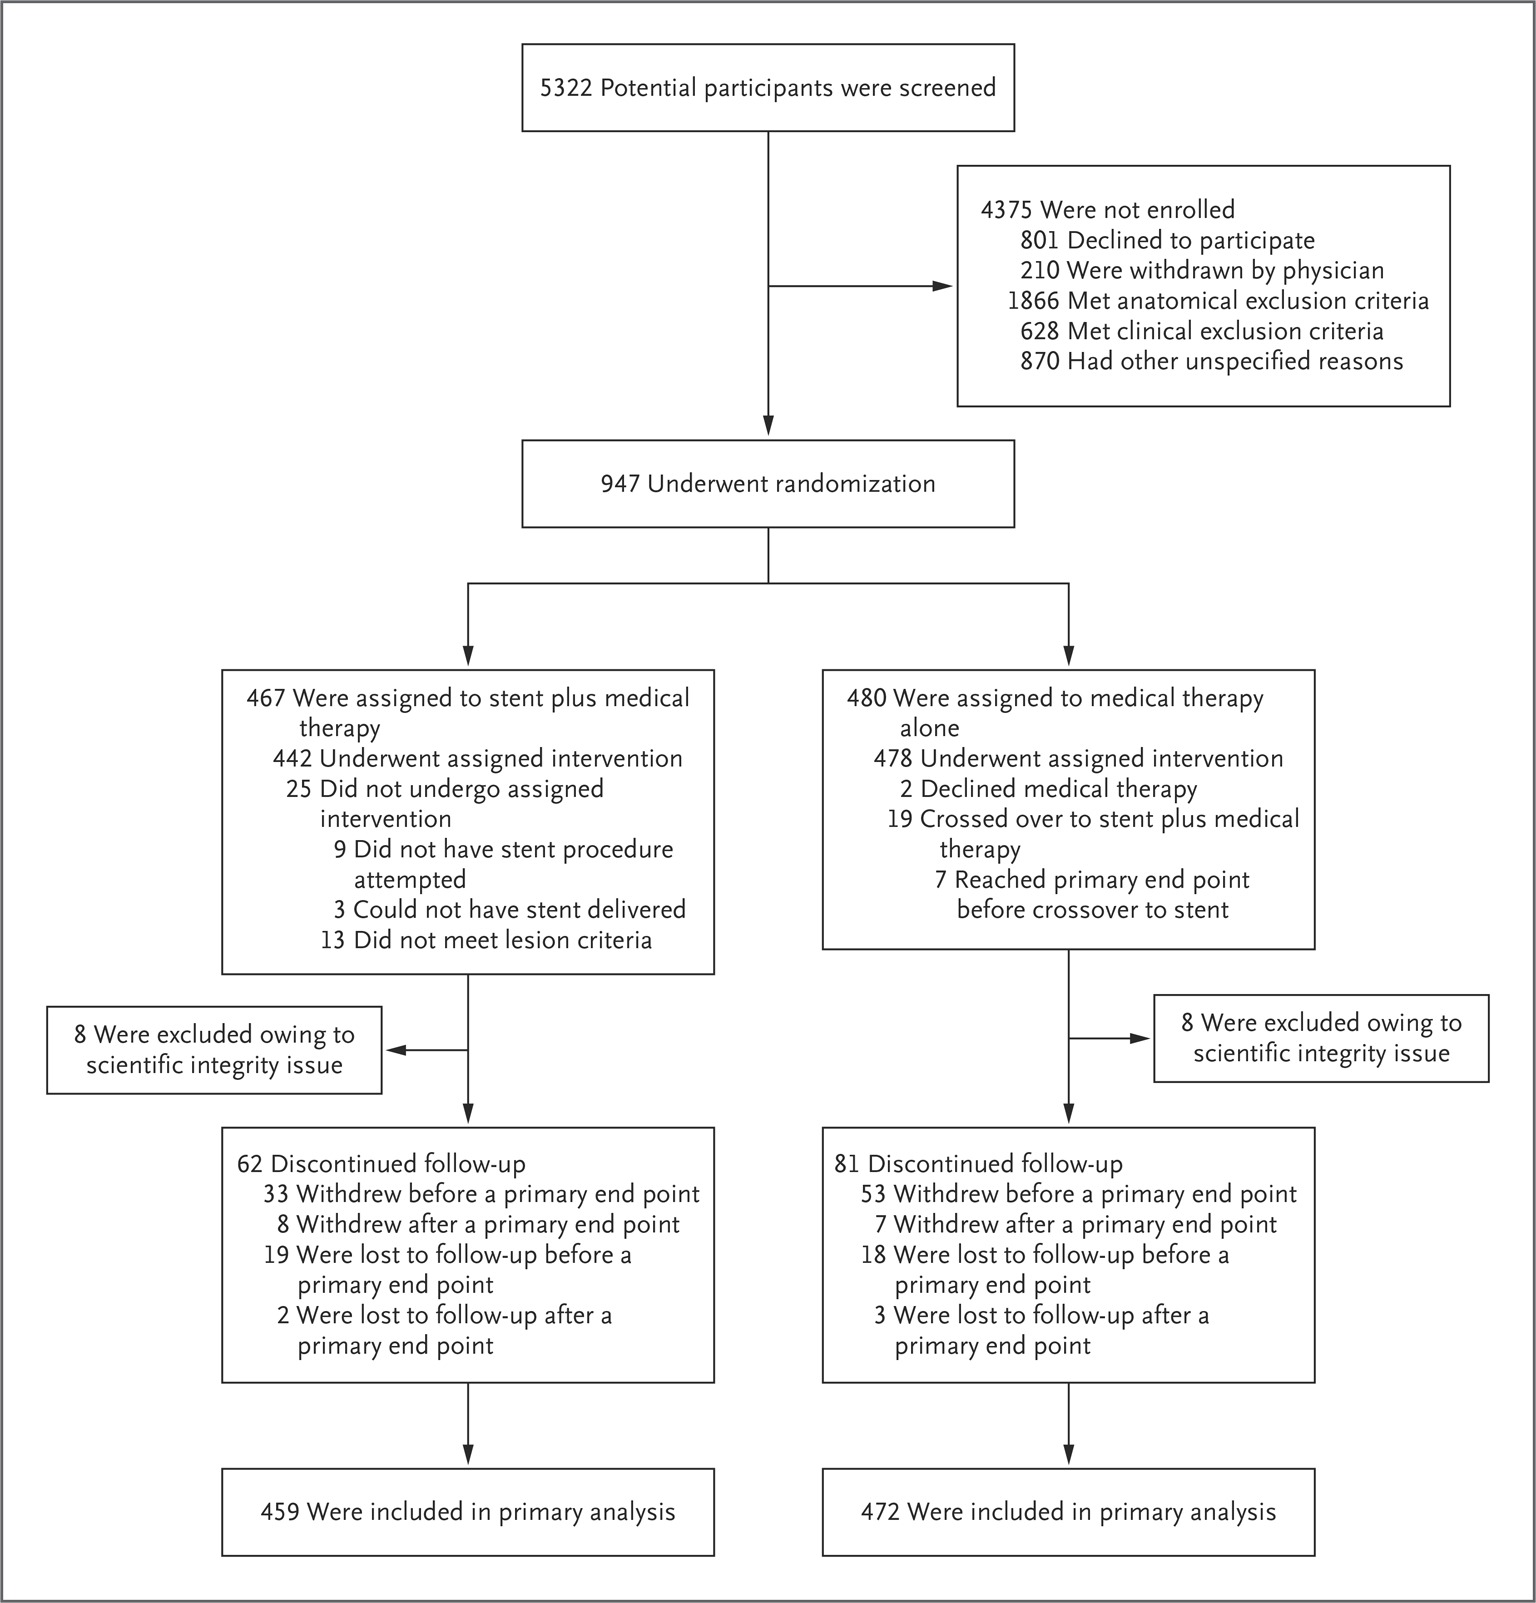 5322 Potential participants were screened
4375 Were not enrolled
801 Declined to participate
210 Were withdrawn by physician
1866 Met anatomical exclusion criteria
628 Met clinical exclusion criteria
870 Had other unspecified reasons
947 Underwent randomization
467 Were assigned to stent plus medical
therapy
442 Underwent assigned intervention
25 Did not undergo assigned
intervention
9 Did not have stent procedure
attempted
3 Could not have stent delivered
13 Did not meet lesion criteria
480 Were assigned to medical therapy
alone
478 Underwent assigned intervention
2 Declined medical therapy
19 Crossed over to stent plus medical
therapy
7 Reached primary end point
before crossover to stent
8 Were excluded owing to
scientific integrity issue
8 Were excluded owing to
scientific integrity issue
62 Discontinued follow-up
33 Withdrew before a primary end point
8 Withdrew after a primary end point
19 Were lost to follow-up before a
primary end point
2 Were lost to follow-up after a
primary end point
81 Discontinued follow-up
53 Withdrew before a primary end point
7 Withdrew after a primary end point
18 Were lost to follow-up before a
primary end point
3 Were lost to follow-up after a
primary end point
459 Were included in primary analysis
472 Were included in primary analysis